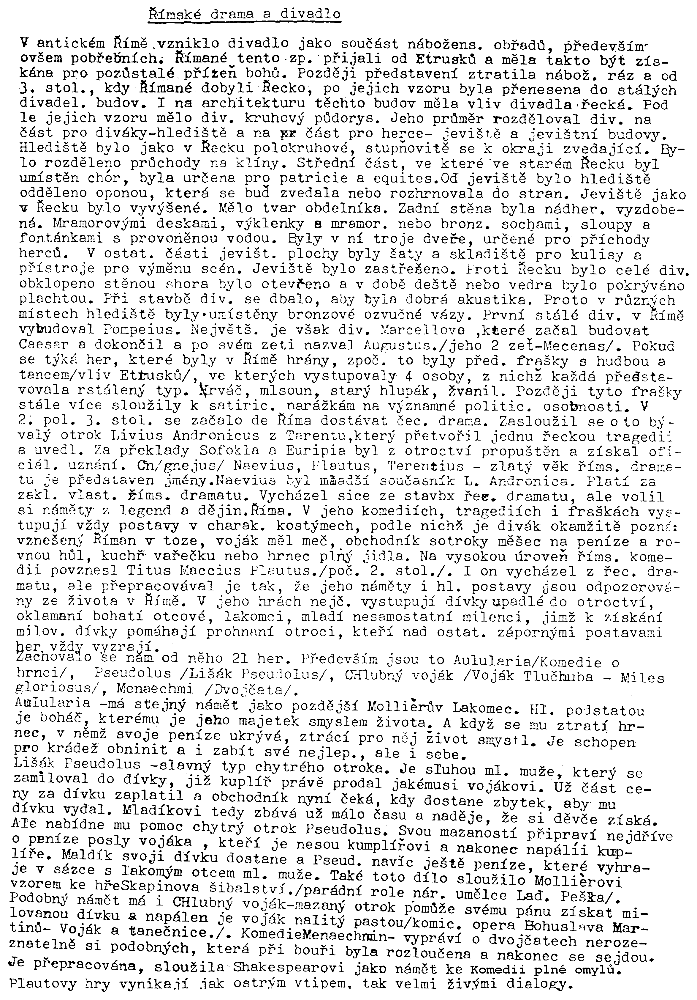 Římské drama a divadlo
V antickém Římě vzniklo divadlo jako součást nábožens. obřadů, především
ovšem pobřebních. Římané tento zp. přijali od Etrusků a měla takto být zís-
kána pro pozůstalé přízeň bohů. Později představení ztratila nábož. ráz a od
3. stol., kdy Římané dobyli Řecko, po jejich vzoru byla přenesena do stálých
divadel. budov. I na architekturu těchto budov měla vliv divadla řecká. Pod
le jejich vzoru mělo div. kruhový půdorys. Jeho průměr rozděloval div. na
část pro diváky-hlediště a na pr část pro herce- jeviště a jevištní budovy.
Hlediště bylo jako v Řecku polokruhové, stupňovitě se k okraji zvedající. By-
lo rozděleno průchody na klíny. Střední část, ve které ve starém Řecku byl
umístěn chór, byla určena pro patricie a equites.Od jeviště bylo hlediště
odděleno oponou, která se buď zvedala nebo rozhrnovala do stran. Jeviště jako
v Řecku bylo vyvýšené. Mělo tvar obdelníka. Zadní stěna byla nádher. vyzdobe-
ná. Mramorovými deskami, výklenky a mramor. nebo bronz. sochami, sloupy a
fontánkami s provoněnou vodou. Byly v ní troje dveře, určené pro příchody
herců. V ostat. části jevišt. plochy byly šaty a skladiště pro kulisy a
přístroje pro výměnu scén. Jeviště bylo zastřešeno. Proti Řecku bylo celé div.
obklopeno stěnou shora bylo otevřeno a v době deště nebo vedra bylo pokrýváno
plachtou. Při stavbě div. se dbalo, aby byla dobrá akustika. Proto v různých
místech hlediště byly umístěny bronzové ozvučné vázy. První stálé div. v Římě
vybudoval Pompeius. Největš. je však div. Marcellovo ,které začal budovat
Caesar a dokončil a po svém zeti nazval Augustus./jeho 2 zeť-Mecenas/. Pokud
se týká her, které byly v Římě hrány, zpoč. to byly před. frašky s hudbou a
tancem/vliv Etrusků/, ve kterých vystupovaly 4 osoby, z nichž každá předsta-
vovala rstálený typ. Hrváč, mlsoun, starý hlupák, žvanil. Později tyto frašky
stále více sloužily k satiric. narážkám na významné politic. osobnosti. V
2. pol. 3. stol. se začalo de Říma dostávat čec. drama. Zasloužil se o to bý-
valý otrok Livius Andronicus z Tarentu,který přetvořil jednu řeckou tragedii
a uvedl. Za překlady Sofokla a Euripia byl z otroctví propuštěn a získal ofi-
ciál. uznání. Cn/gnejus/ Naevius, Plautus, Terentius - zlatý věk říms. drama-
tu je představen jmény.Naevius byl mladší současník L. Andronica. Platí za
zakl. vlast. říms. dramatu. Vycházel sice ze stavbx řec. dramatu, ale volil
si náměty z legend a dějin.Říma. V jeho komediích, tragediích i fraškách vys-
tupují vždy postavy v charak. kostýmech, podle nichž je divák okamžitě pozná:
vznešený Říman v toze, voják měl meč, obchodník sotroky měšec na peníze a ro-
vnou hůl, kuchř vařečku nebo hrnec plný jidla. Na vysokou úroveň říms. kome-
dii povznesl Titus Maccius Plautus./poč. 2. stol./. I on vycházel z řec. dra-
matu, ale přepracovával je tak, že jeho náměty i hl. postavy jsou odpozorová-
ny ze života v Římě. V jeho hrách nejč. vystupují dívky upadlé do otroctví,
oklamaní bohatí otcové, lakomci, mladí nesamostatní milenci, jimž k získání
milov. dívky pomáhají prohnaní otroci, kteří nad ostat. zápornými postavami
her vždy vyzrají.
Zachovalo se nám od něho 21 her. Především jsou to Aulularia/Komedie o
hrnci/, Pseudolus /Lišák Pseudolus/, CHlubný voják /Voják Tlučhuba - Miles
gloriosus/, Menaechmi /Dvojčata/.
Aulularia -má stejný námět jako pozdější Mollièrův Lakomec. Hl. podstatou
je boháč, kterému je jeho majetek smyslem života. A když se mu ztratí hr-
nec, v němž svoje peníze ukrývá, ztrácí pro něj život smystl. Je schopen
pro krádež obninit a i zabít své nejlep., ale i sebe.
Lišák Pseudolus -slavný typ chytrého otroka. Je sluhou ml. muže, který se
zamiloval do dívky, již kuplíř právě prodal jakémusi vojákovi. Už část ce-
ny za dívku zaplatil a obchodník nyní čeká, kdy dostane zbytek, aby mu
dívku vydal. Mladíkovi tedy zbává už málo času a naděje, že si děvče získá.
Ale nabídne mu pomoc chytrý otrok Pseudolus. Svou mazaností připraví nejdříve
o peníze posly vojáka , kteří je nesou kumplířovi a nakonec napálíi kup-
líře. Maldík svoji dívku dostane a Pseud. navíc ještě peníze, které vyhra-
je v sázce s lakomým otcem ml. muže. Také toto dílo sloužilo Mollièrovi
vzorem ke hřeSkapinova šibalství./parádní role nár. umělce Lad. Peška/.
Podobný námět má i CHlubný voják-mazaný otrok pomůže svému pánu získat mi-
lovanou dívku a napálen je voják nalitý pastou/komic. opera Bohuslava Mar-
tinů- Voják a tanečnice./. KomedieMenaechmin- vypráví o dvojčatech neroze-
znatelně si podobných, která při bouři byla rozloučena a nakonec se sejdou.
Je přepracována, sloužila Shakespearovi jako námět ke Komedii plné omylů.
Plautovy hry vynikají jak ostrým vtipem, tak velmi živými dialogy.